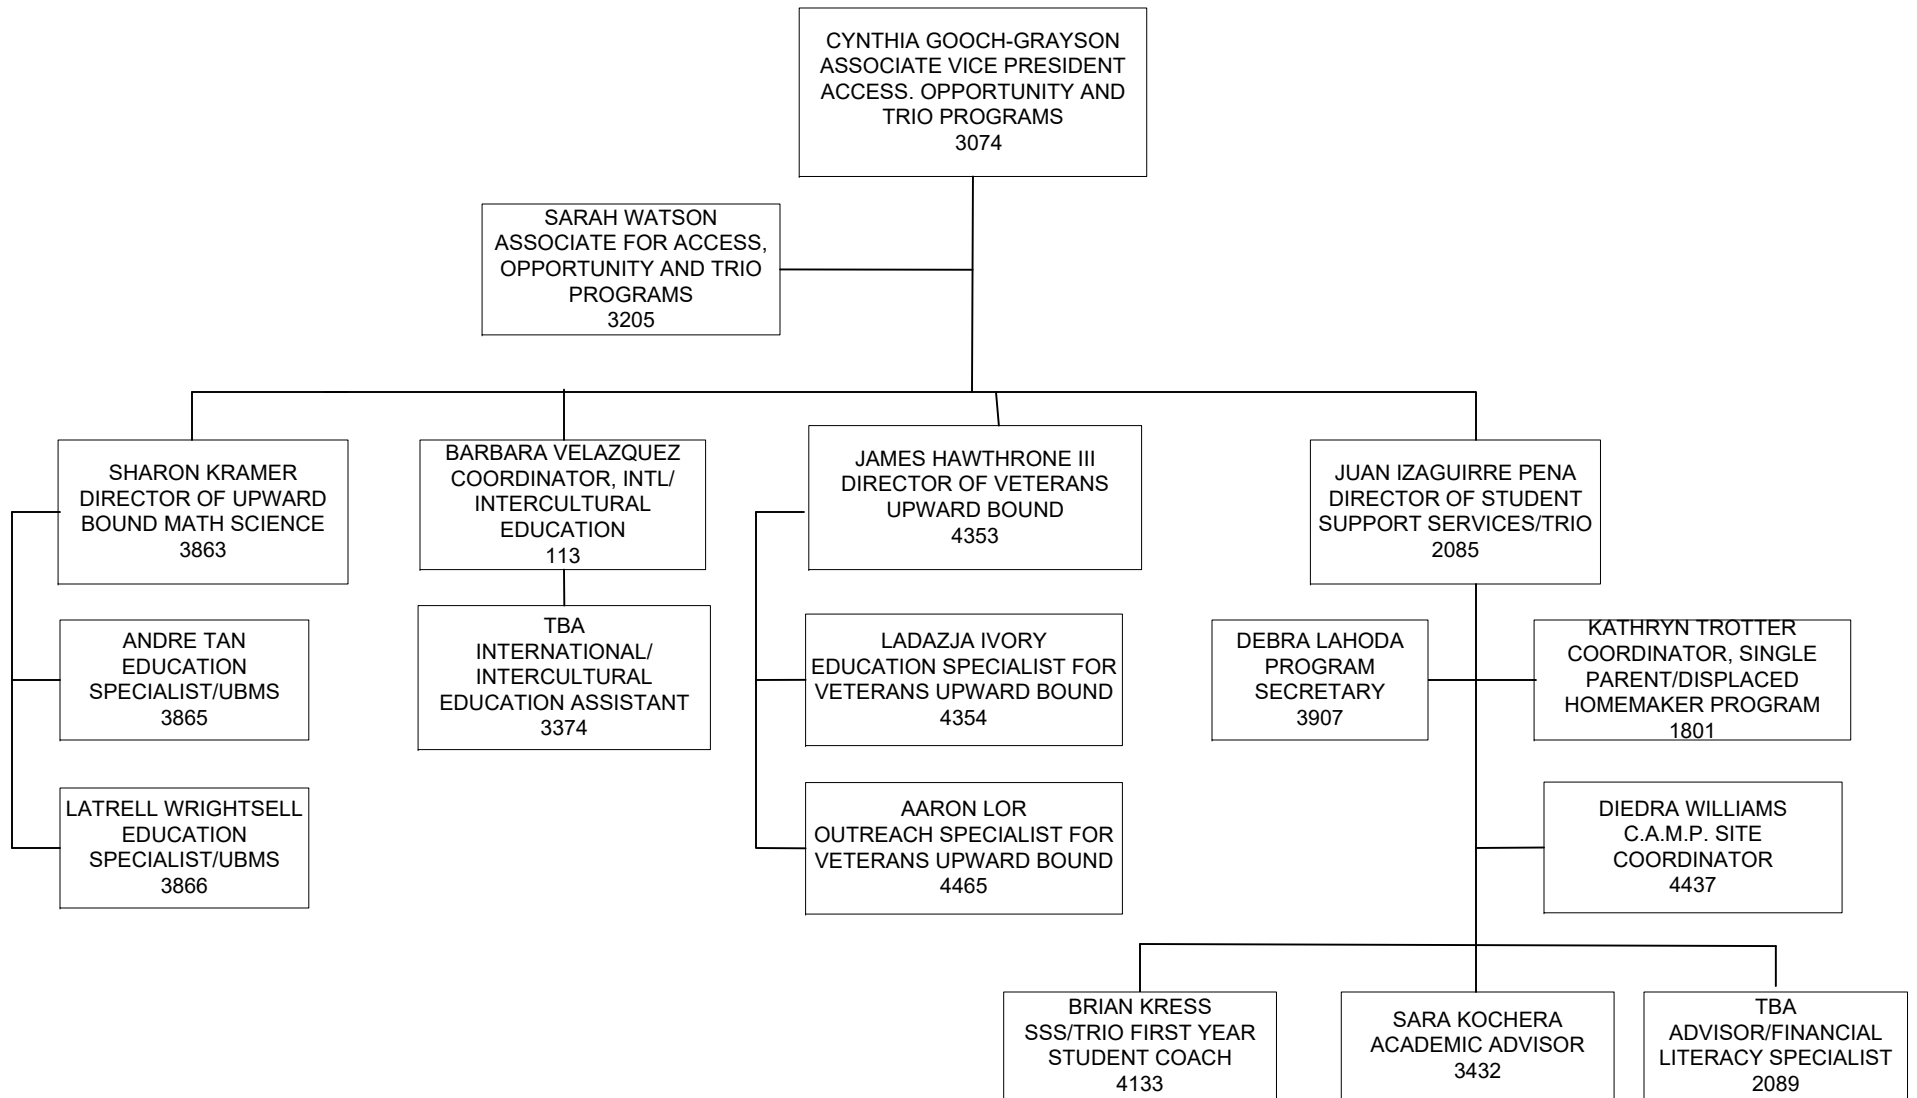 CYNTHIA GOOCH-GRAYSON
ASSOCIATE VICE PRESIDENT
ACCESS. OPPORTUNITY AND
TRIO PROGRAMS
3074
SARAH WATSON
ASSOCIATE FOR ACCESS,
OPPORTUNITY AND TRIO
PROGRAMS
3205
SHARON KRAMER
DIRECTOR OF UPWARD
BOUND MATH SCIENCE
3863
BARBARA VELAZQUEZ
COORDINATOR, INTL/
INTERCULTURAL
EDUCATION
113
JAMES HAWTHRONE III
DIRECTOR OF VETERANS
UPWARD BOUND
4353
JUAN IZAGUIRRE PENA
DIRECTOR OF STUDENT
SUPPORT SERVICES/TRIO
2085
ANDRE TAN
EDUCATION
SPECIALIST/UBMS
3865
TBA
INTERNATIONAL/
INTERCULTURAL
EDUCATION ASSISTANT
3374
LADAZJA IVORY
EDUCATION SPECIALIST FOR
VETERANS UPWARD BOUND
4354
DEBRA LAHODA
PROGRAM
SECRETARY
3907
KATHRYN TROTTER
COORDINATOR, SINGLE
PARENT/DISPLACED
HOMEMAKER PROGRAM
1801
LATRELL WRIGHTSELL
EDUCATION
SPECIALIST/UBMS
3866
AARON LOR
OUTREACH SPECIALIST FOR
VETERANS UPWARD BOUND
4465
DIEDRA WILLIAMS
C.A.M.P. SITE
COORDINATOR
4437
BRIAN KRESS
SSS/TRIO FIRST YEAR
STUDENT COACH
4133
SARA KOCHERA
ACADEMIC ADVISOR
3432
TBA
ADVISOR/FINANCIAL
LITERACY SPECIALIST
2089